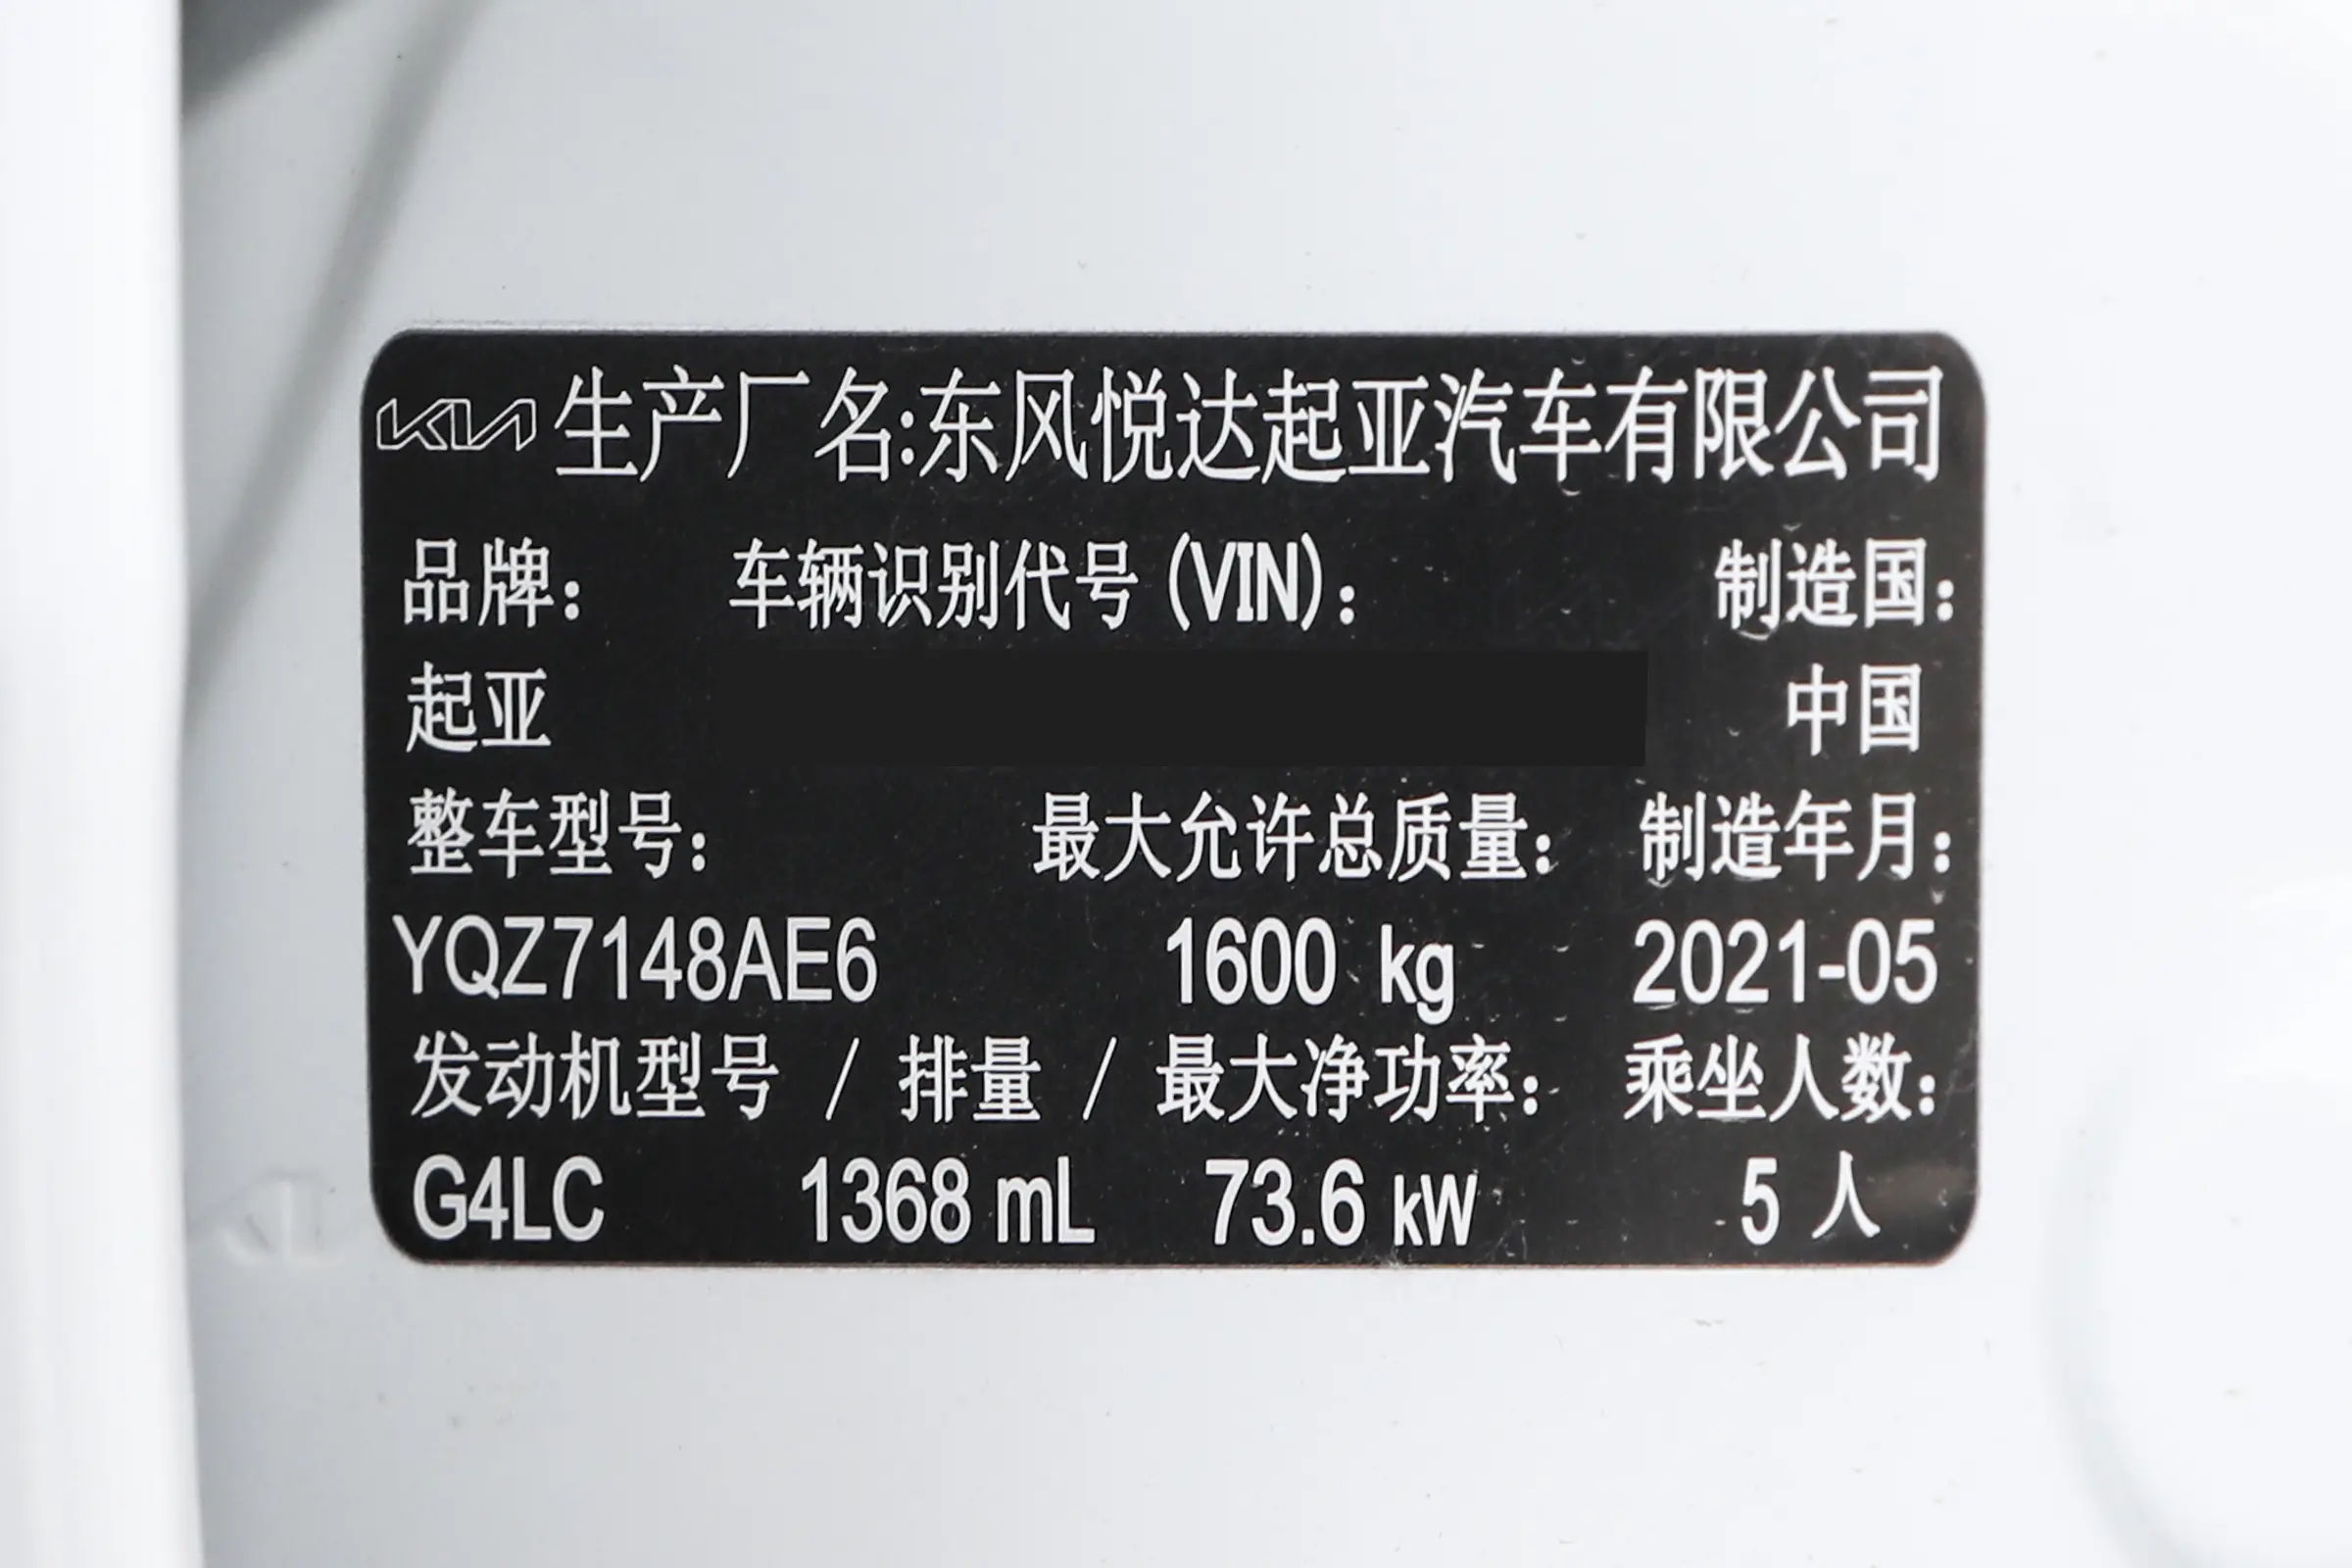 KIA 生产厂名:东风悦达起亚汽车有限公司
品牌: 车辆识别代号(VIN): 制造国:
起亚 中国
整车型号: 最大允许总质量: 制造年月:
YQZ7148AE6 1600 kg 2021-05
发动机型号 / 排量 / 最大净功率: 乘坐人数:
G4LC 1368 mL 73.6 kW 5 人